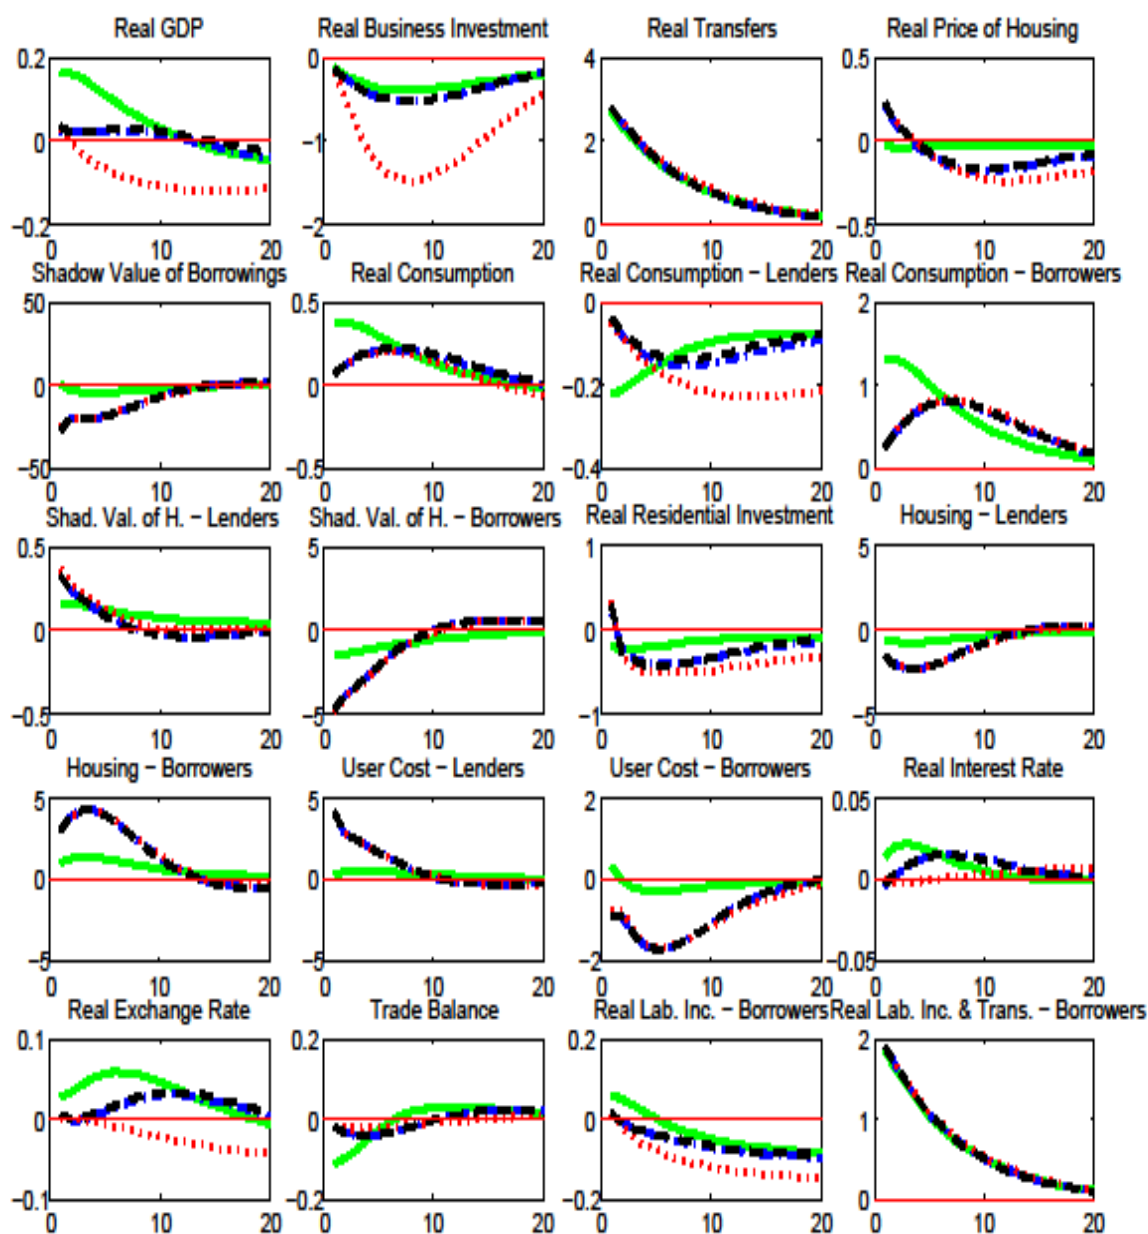 Real GDP Real Business Investment Real Transfers Real Price of Housing
0.2 0 4 0.5
0 −1 2 0
−0.2 −2 0 −0.5
0 10 20 0 10 20 0 10 20 0 10 20
Shadow Value of Borrowings Real Consumption Real Consumption − Lenders Real Consumption − Borrowers
50 0.5 0 2
0 0 −0.2 1
−50 −0.5 −0.4 0
0 10 20 0 10 20 0 10 20 0 10 20
Shad. Val. of H. − Lenders Shad. Val. of H. − Borrowers Real Residential Investment Housing − Lenders
0.5 5 1 5
0 0 0 0
−0.5 −5 −1 −5
0 10 20 0 10 20 0 10 20 0 10 20
Housing − Borrowers User Cost − Lenders User Cost − Borrowers Real Interest Rate
5 5 2 0.05
0 0 0 0
−5 −5 −2 −0.05
0 10 20 0 10 20 0 10 20 0 10 20
Real Exchange Rate Trade Balance Real Lab. Inc. − Borrowers Real Lab. Inc. & Trans. − Borrowers
0.1 0.2 0.2 2
0 0 0 1
−0.1 −0.2 −0.2 0
0 10 20 0 10 20 0 10 20 0 10 20